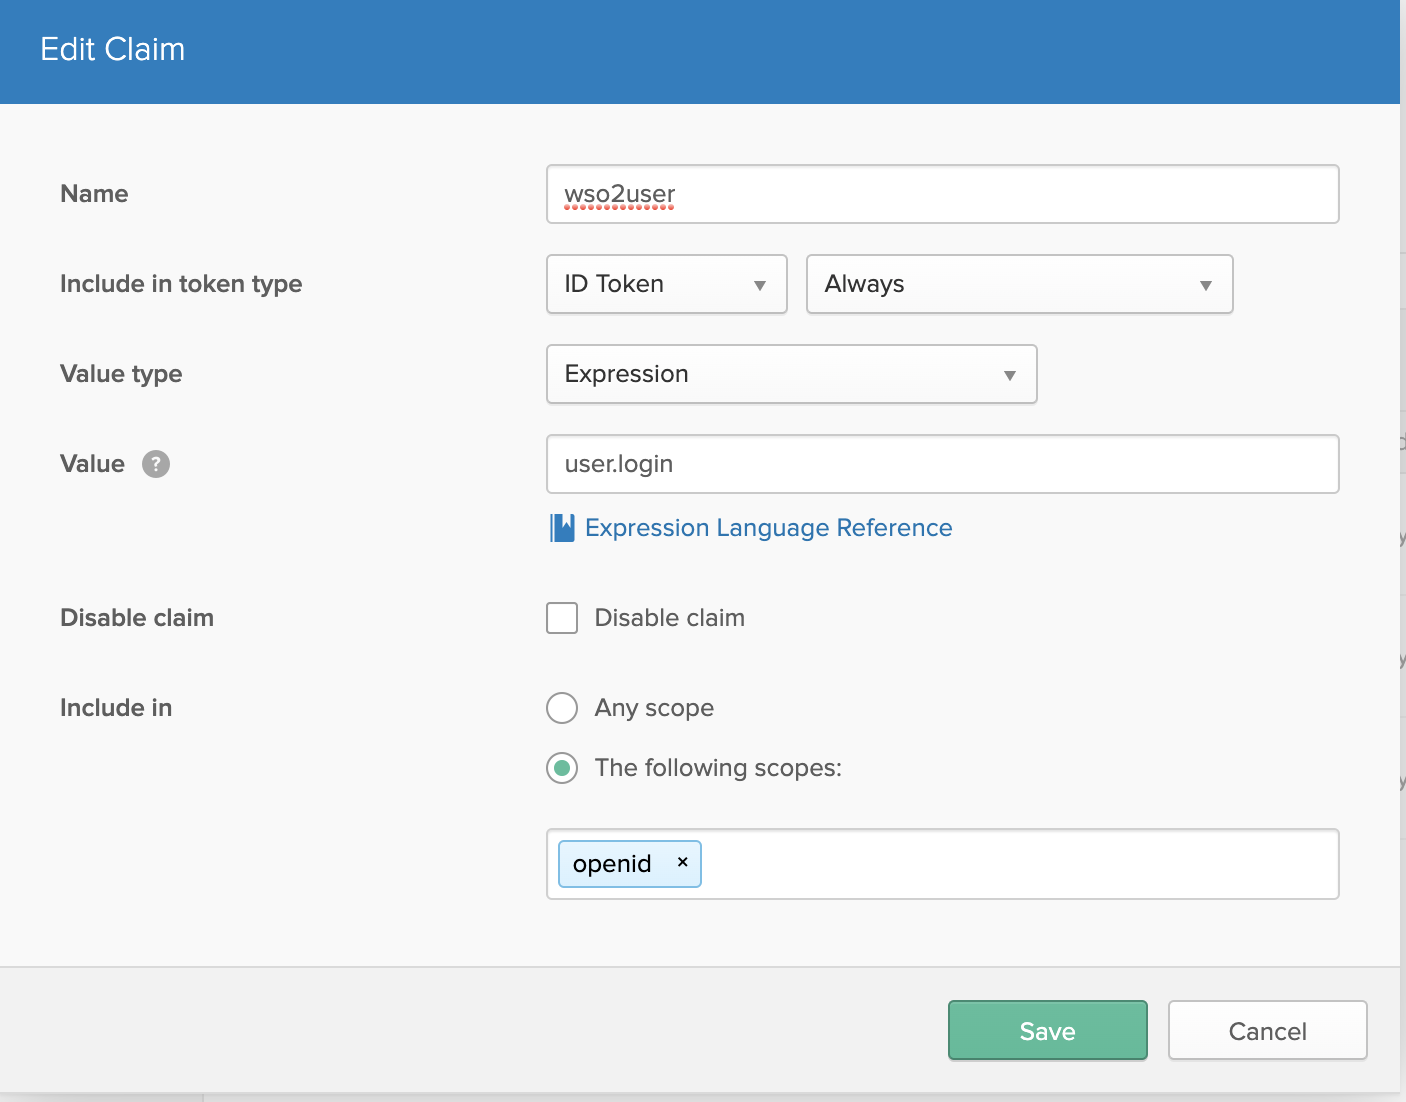 Edit Claim
Name
wso2user
Include in token type
ID Token
Always
Value type
Expression
Value ?
user.login
Expression Language Reference
Disable claim
Disable claim
Include in
Any scope
The following scopes:
openid ×
Save
Cancel